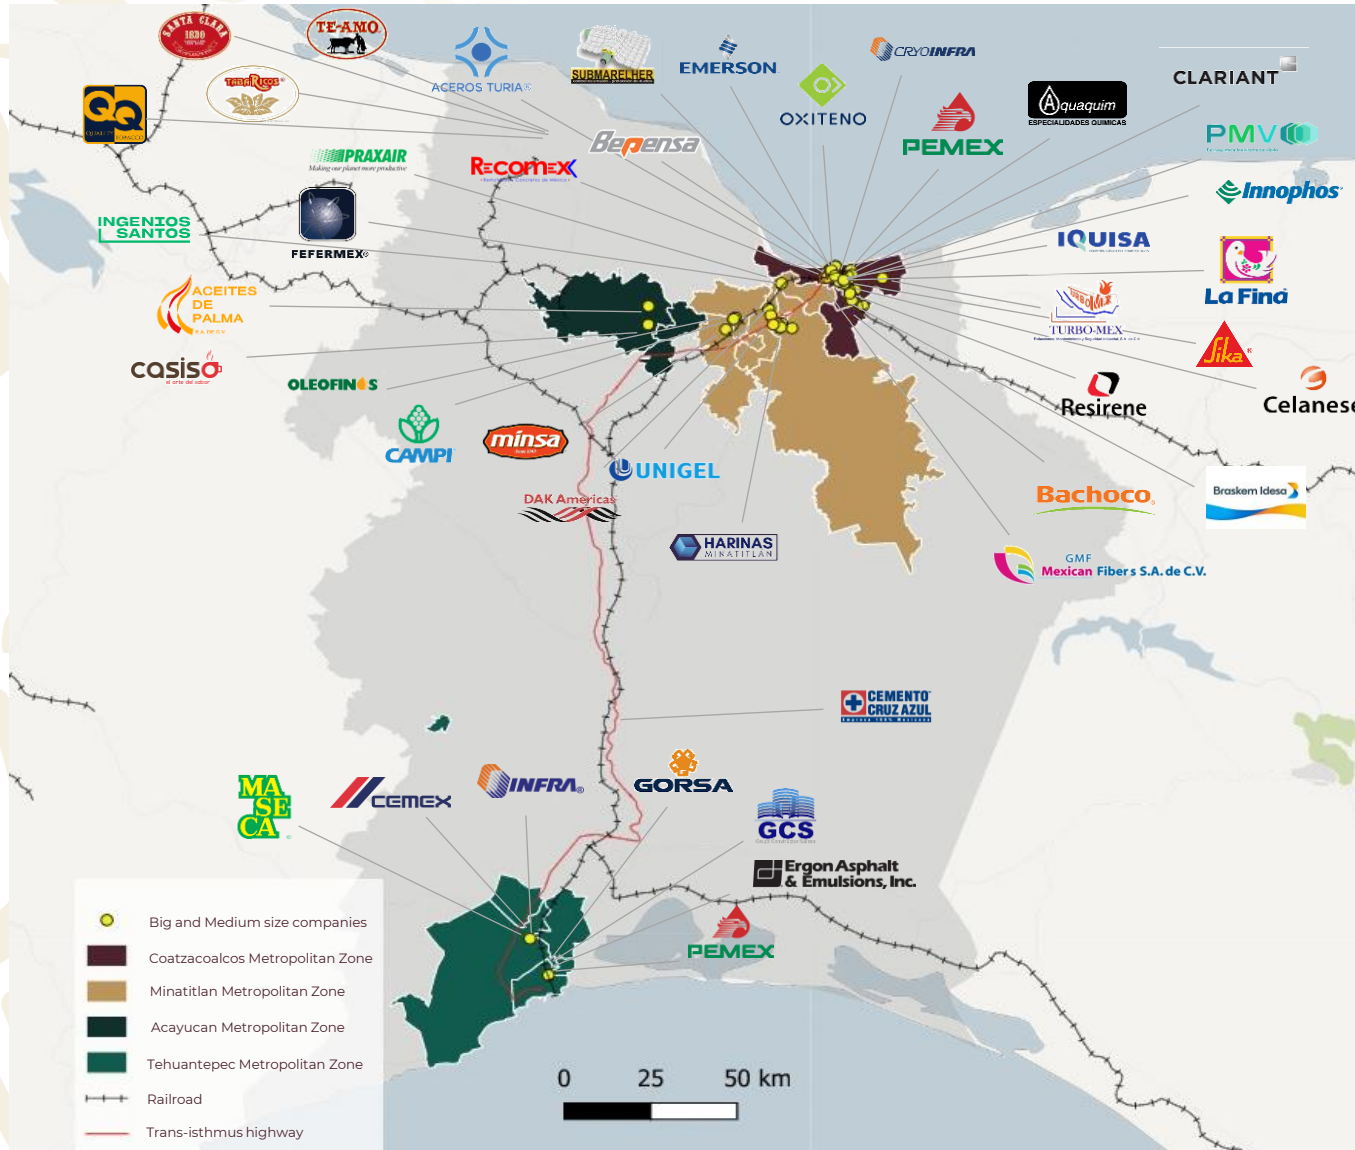 SANTA CLARA
1830
TE-AMO
ACEROS TURIA®
SUBMARELHER
EMERSON
CRYOINFRA
OXITENO
CLARIANT
Aquaquim
ESPECIALIDADES QUIMICAS
QQ
TABARICOS®
PEMEX
PMV
Bepensa
PRAXAIR
Making our planet more productive
Recomex
Innophos
INGENIOS
SANTOS
FEFERMEX®
IQUISA
La Fina
ACEITES
DE
PALMA
S.A. DE C.V.
TURBO-MEX
Sika®
casisa
el arte del sabor
OLEOFINOS
Resirene
Celanese
CAMPI
minsa
UNIGEL
Bachoco®
Braskem Idesa
DAK Americas
HARINAS
MINATITLÁN
GMF
Mexican Fibers S.A. de C.V.
CEMENTO
CRUZ AZUL
MA
SE
CA
CEMEX
INFRA®
GORSA
GCS
Ergon Asphalt
& Emulsions, Inc.
PEMEX
Big and Medium size companies
Coatzacoalcos Metropolitan Zone
Minatitlan Metropolitan Zone
Acayucan Metropolitan Zone
Tehuantepec Metropolitan Zone
Railroad
Trans-isthmus highway
0 25 50 km